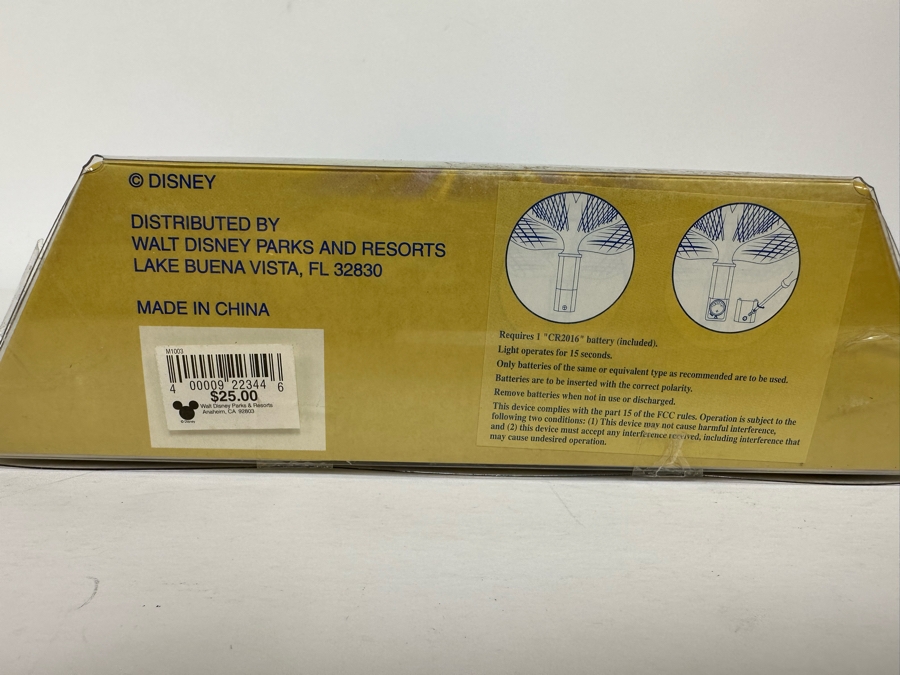 © DISNEY
DISTRIBUTED BY
WALT DISNEY PARKS AND RESORTS
LAKE BUENA VISTA, FL 32830
MADE IN CHINA
M1003
4 00009 22344 6
$25.00
Walt Disney Parks & Resorts
Anaheim, CA 92803
© Disney
Requires 1 "CR2016" battery (included).
Light operates for 15 seconds.
Only batteries of the same or equivalent type as recommended are to be used.
Batteries are to be inserted with the correct polarity.
Remove batteries when not in use or discharged.
This device complies with the part 15 of the FCC rules. Operation is subject to the
following two conditions: (1) This device may not cause harmful interference,
and (2) this device must accept any interference received, including interference that
may cause undesired operation.